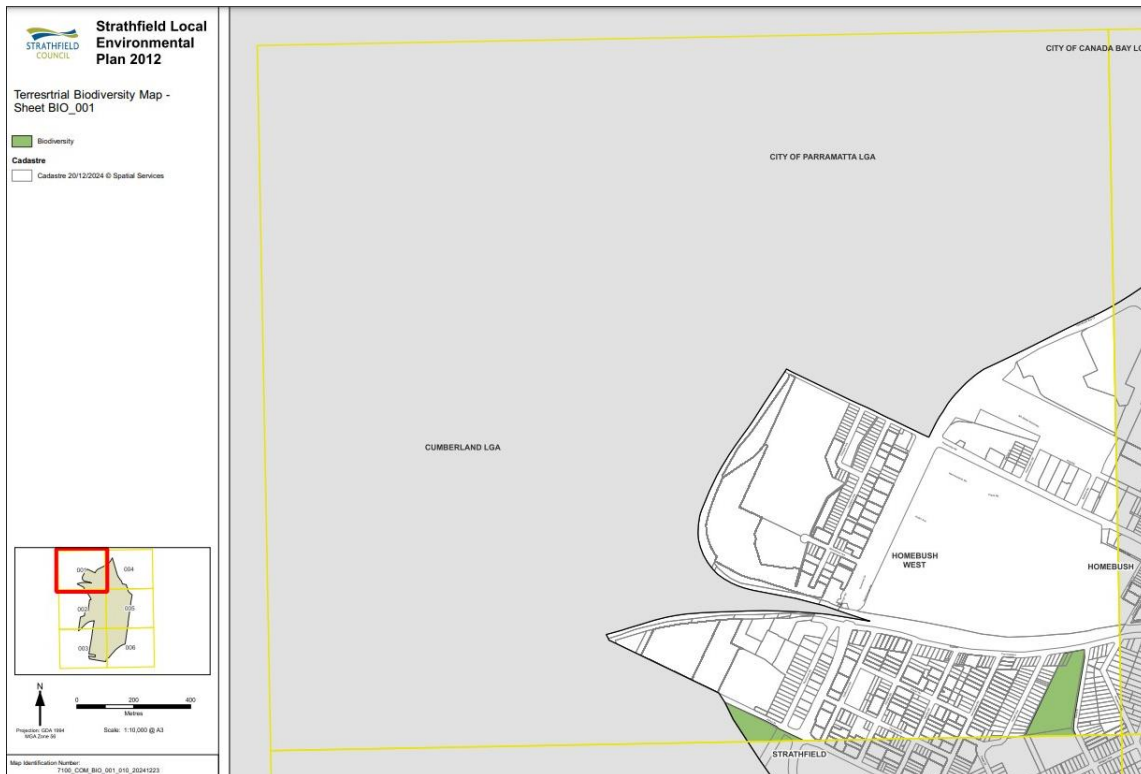 STRATHFIELD
COUNCIL
Strathfield Local
Environmental
Plan 2012
Terresrtrial Biodiversity Map -
Sheet BIO_001
Biodiversity
Cadastre
Cadastre 20/12/2024 © Spatial Services
CITY OF CANADA BAY LG
CITY OF PARRAMATTA LGA
CUMBERLAND LGA
HOMEBUSH
WEST
HOMEBUSH
STRATHFIELD
001
004
002
005
003
006
N
0 200 400
Metres
Projection: GDA 1994
MGA Zone 56
Scale: 1:10,000 @ A3
Map Identification Number:
7100_COM_BIO_001_010_20241223